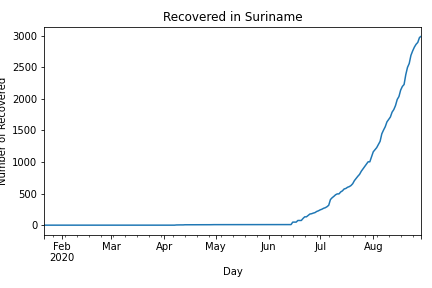 Recovered in Suriname
Number of Recovered
3000
2500
2000
1500
1000
500
0
Feb Mar Apr May Jun Jul Aug
2020
Day